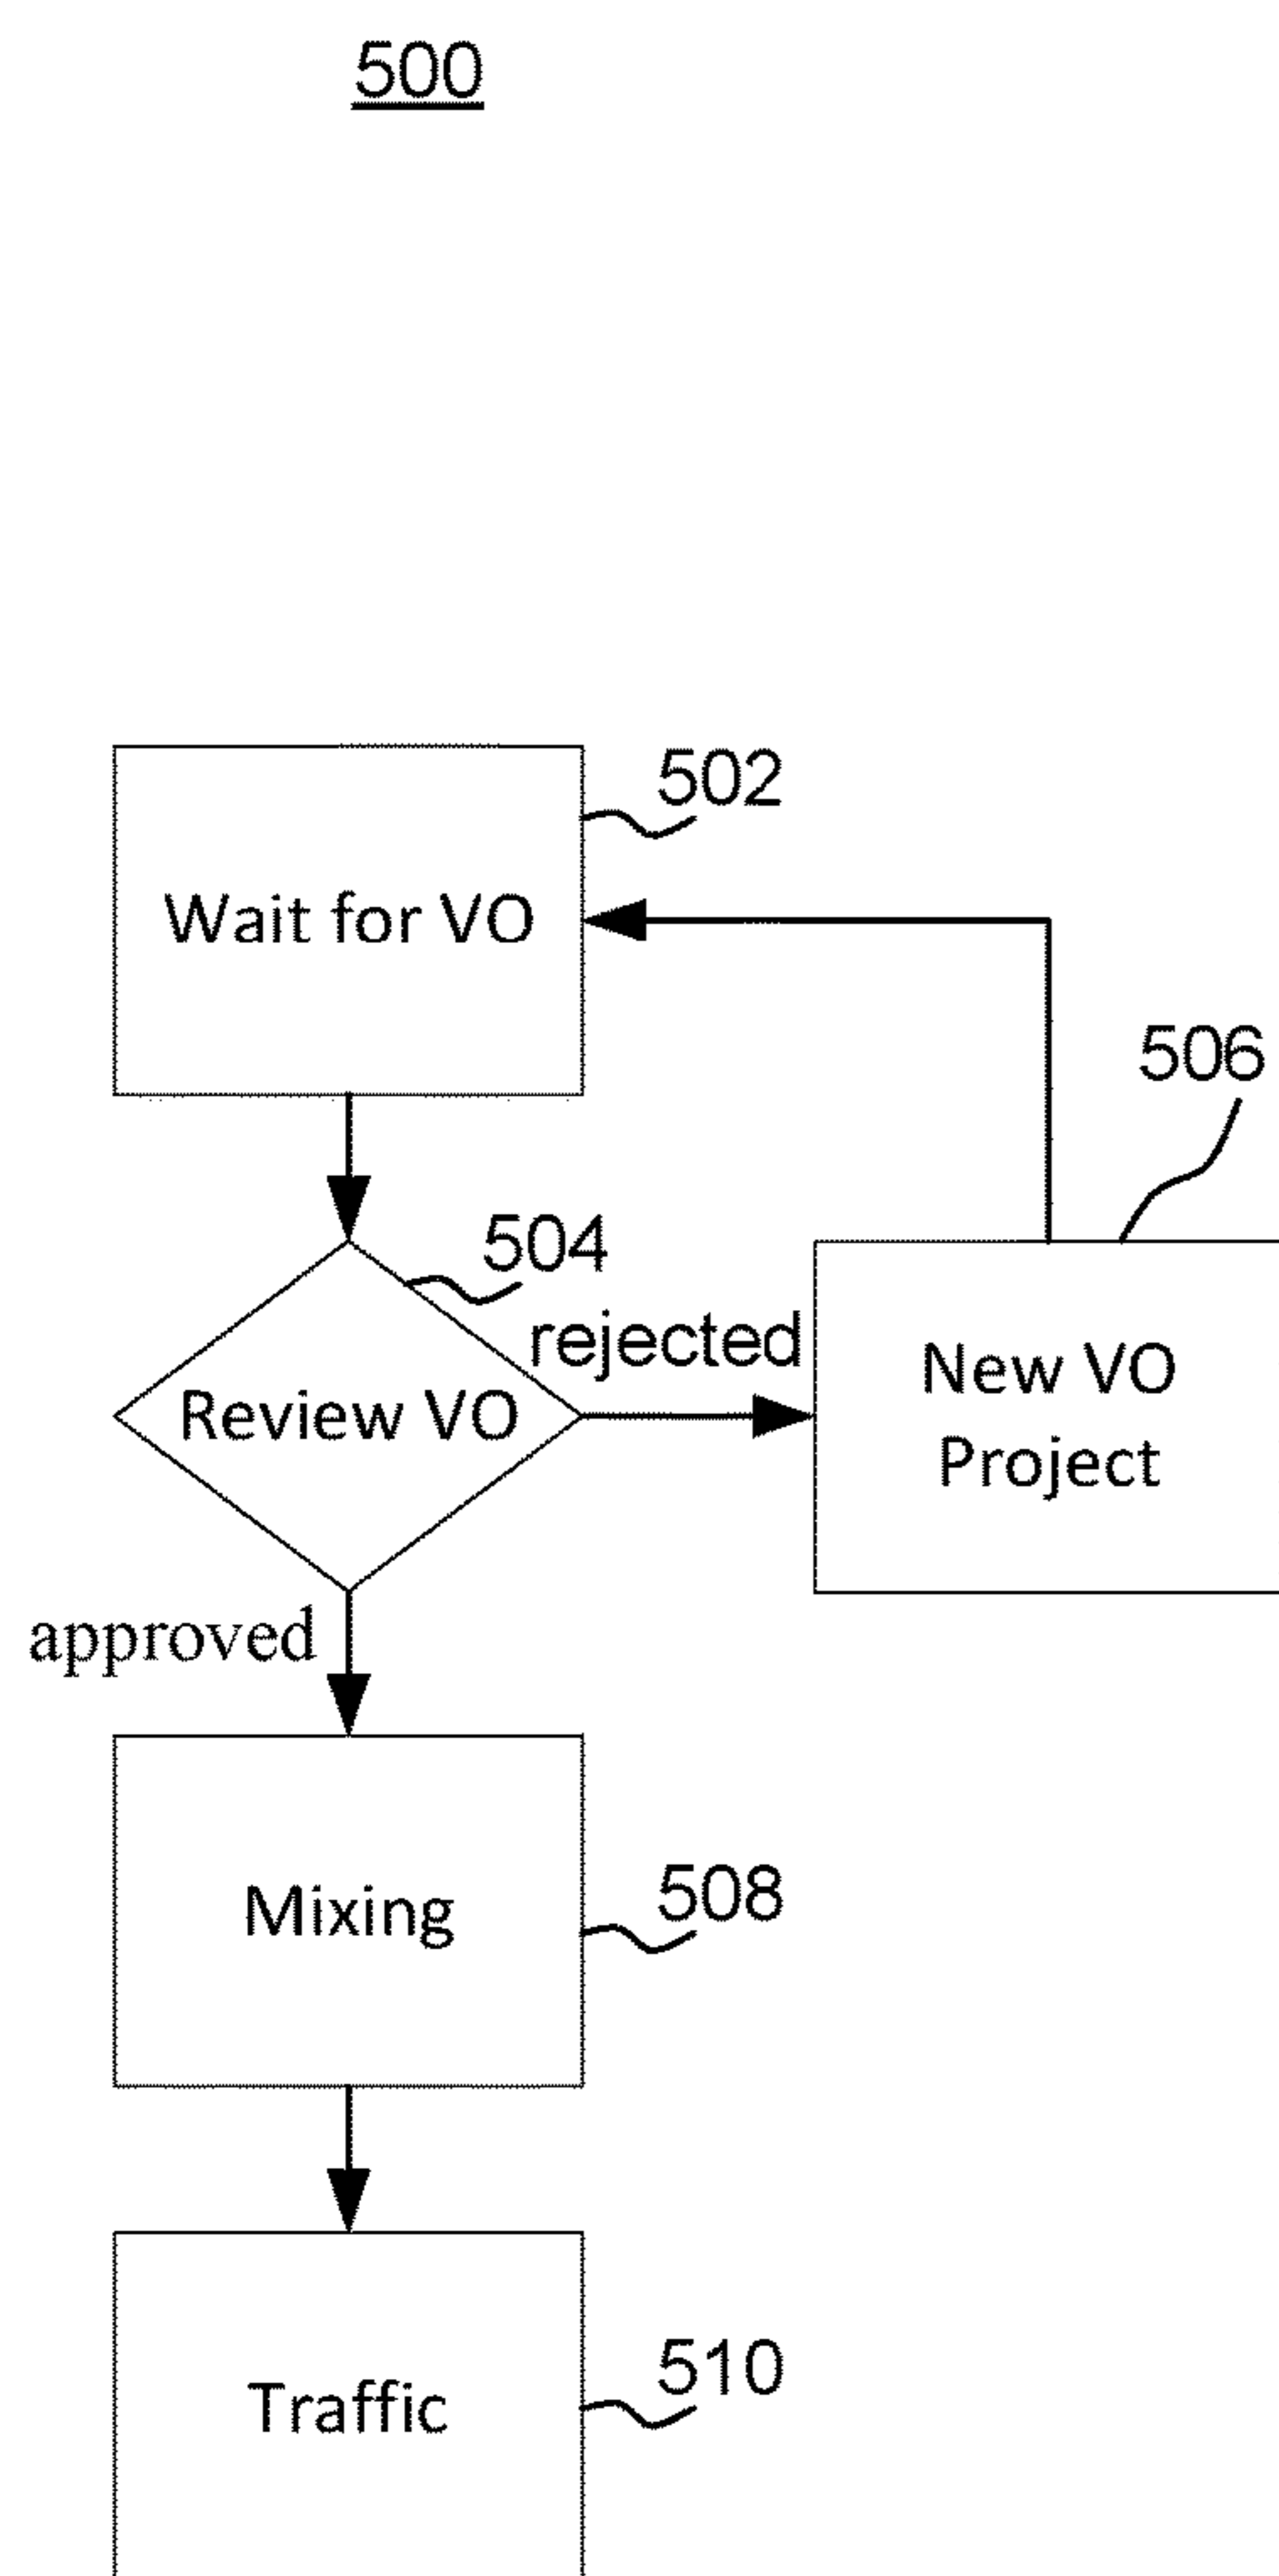 500
502
Wait for VO
506
504
rejected
Review VO
New VO
Project
approved
Mixing
508
Traffic
510